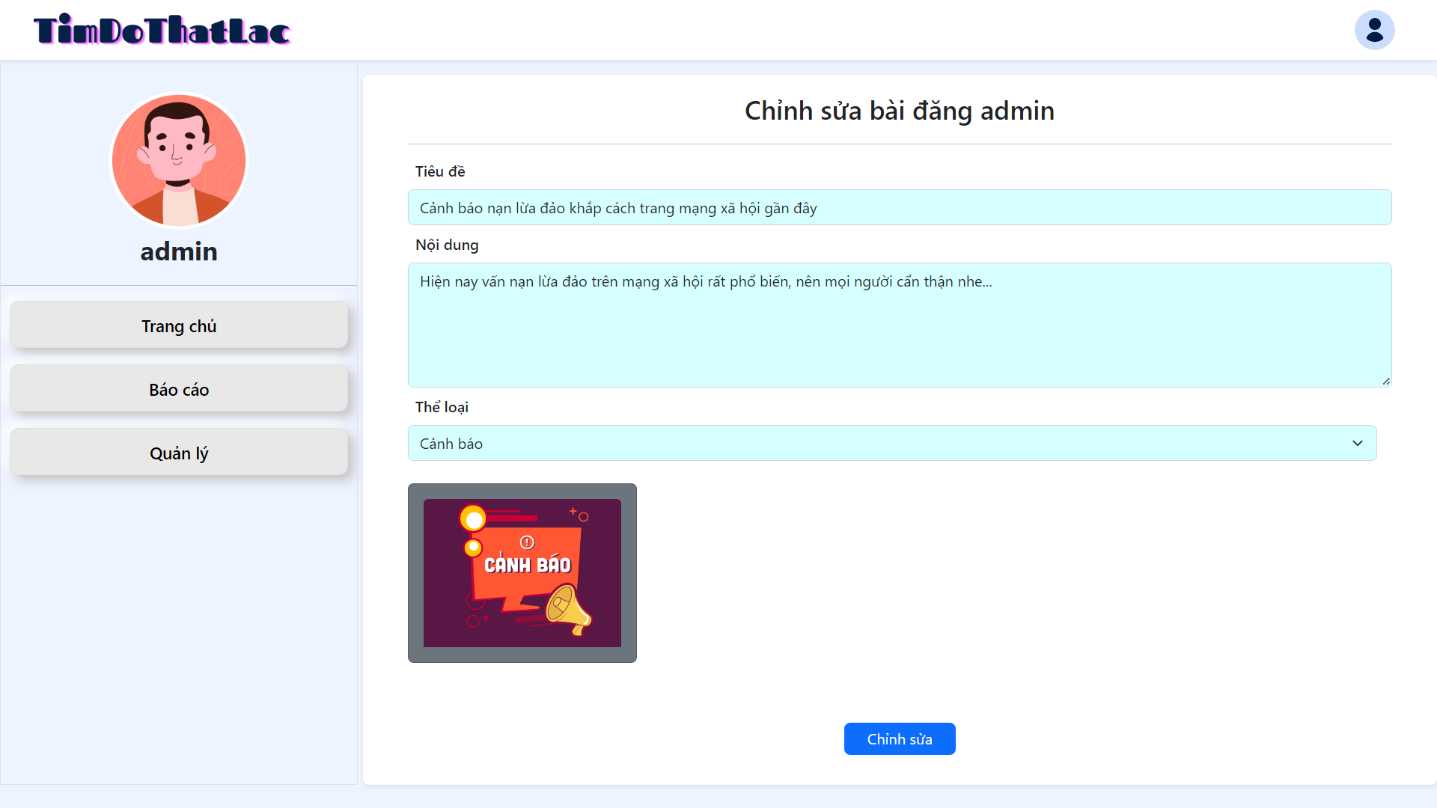 TimDoThatLac
admin
Trang chủ
Báo cáo
Quản lý
Chỉnh sửa bài đăng admin
Tiêu đề
Cảnh báo nạn lừa đảo khắp cách trang mạng xã hội gần đây
Nội dung
Hiện nay vấn nạn lừa đảo trên mạng xã hội rất phổ biến, nên mọi người cẩn thận nhe...
Thể loại
Cảnh báo
CẢNH BÁO
Chỉnh sửa